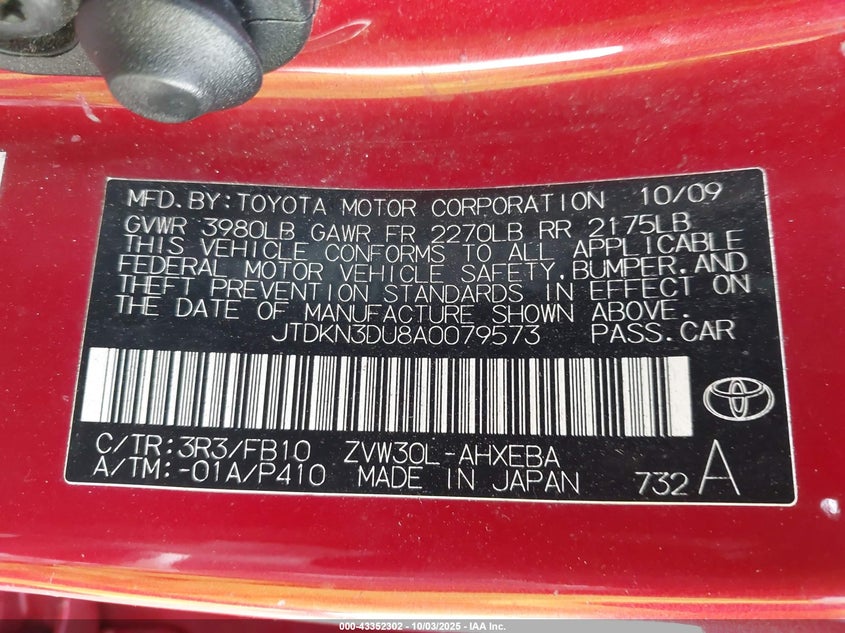 MFD.BY:TOYOTA MOTOR CORPORATION 10/09
GVWR 3980LB GAWR FR 2270LB RR 2175LB
THIS VEHICLE CONFORMS TO ALL APPLICABLE
FEDERAL MOTOR VEHICLE SAFETY,BUMPER,AND
THEFT PREVENTION STANDARDS IN EFFECT ON
THE DATE OF MANUFACTURE SHOWN ABOVE.
JTDKN3DU8A0079573 PASS.CAR
C/TR:3R3/FB10 ZVW30L-AHXEBA
A/TM:-01A/P410 MADE IN JAPAN 732 A
000-43352302 - 10/03/2025 - IAA Inc.